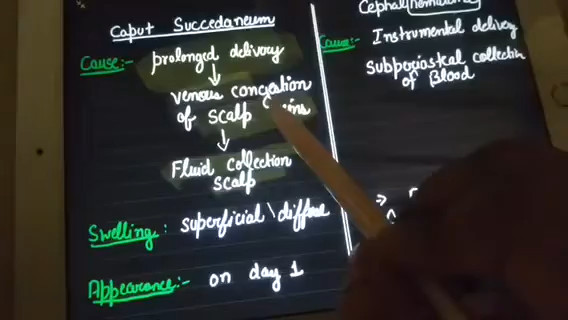 Caput Succedaneum
Cause:- prolonged delivery
venous congestion
of scalp
Fluid collection
scalp
Swelling: superficial\diffuse
Appearance:- on day 1
Cephalhematoma
Cause:- Instrumental delivery
Subperiosteal collection
of Blood